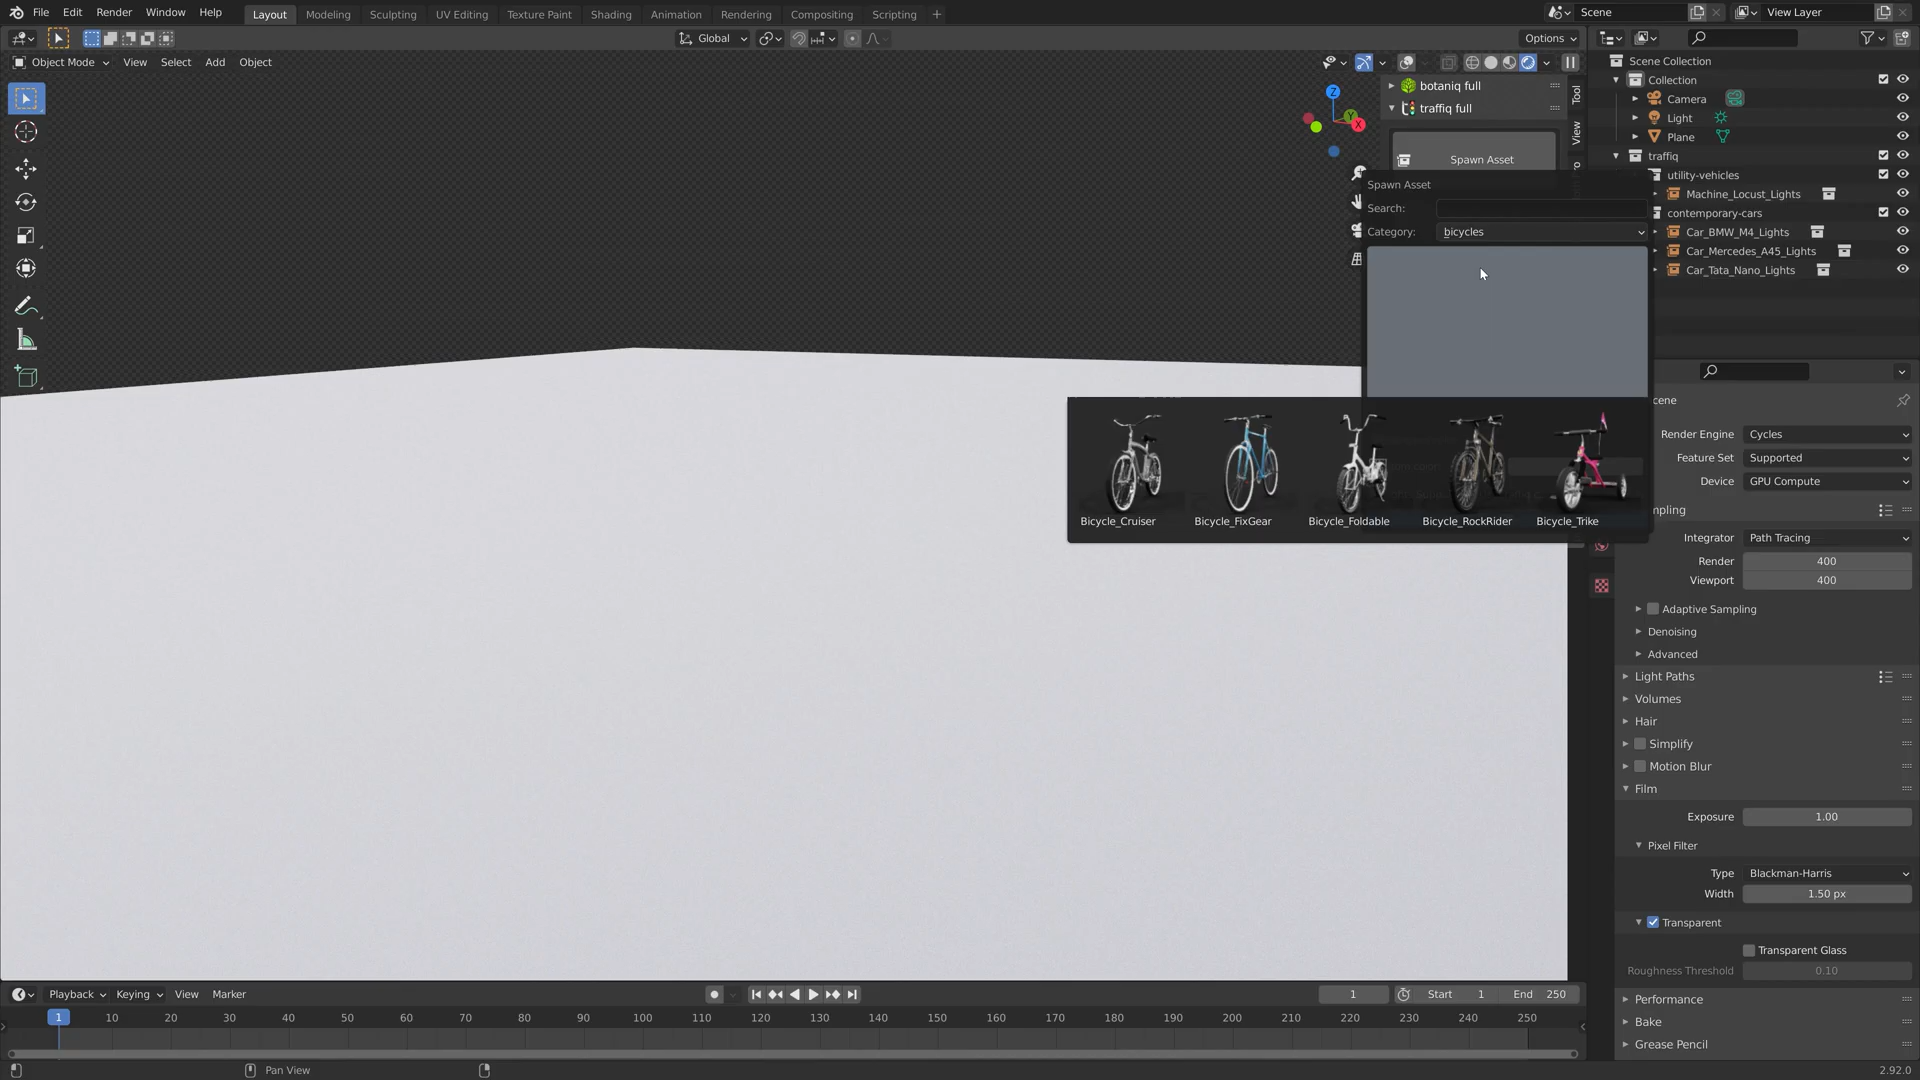 File Edit Render Window Help Layout Modeling Sculpting UV Editing Texture Paint Shading Animation Rendering Compositing Scripting + Scene View Layer
Global Options
Object Mode View Select Add Object
Z
Y
X
botaniq full
traffiq full
Spawn Asset
Tool
View
Spawn Asset
Search:
Category: bicycles
Bicycle_Cruiser Bicycle_FixGear Bicycle_Foldable Bicycle_RockRider Bicycle_Trike
Scene Collection
Collection
Camera
Light
Plane
traffiq
utility-vehicles
Machine_Locust_Lights
contemporary-cars
Car_BMW_M4_Lights
Car_Mercedes_A45_Lights
Car_Tata_Nano_Lights
cene
Render Engine Cycles
Feature Set Supported
Device GPU Compute
mpling
Integrator Path Tracing
Render 400
Viewport 400
Adaptive Sampling
Denoising
Advanced
Light Paths
Volumes
Hair
Simplify
Motion Blur
Film
Exposure 1.00
Pixel Filter
Type Blackman-Harris
Width 1.50 px
Transparent
Transparent Glass
Roughness Threshold 0.10
Performance
Bake
Grease Pencil
Playback Keying View Marker 1 Start 1 End 250
1 10 20 30 40 50 60 70 80 90 100 110 120 130 140 150 160 170 180 190 200 210 220 230 240 250
Pan View 2.92.0